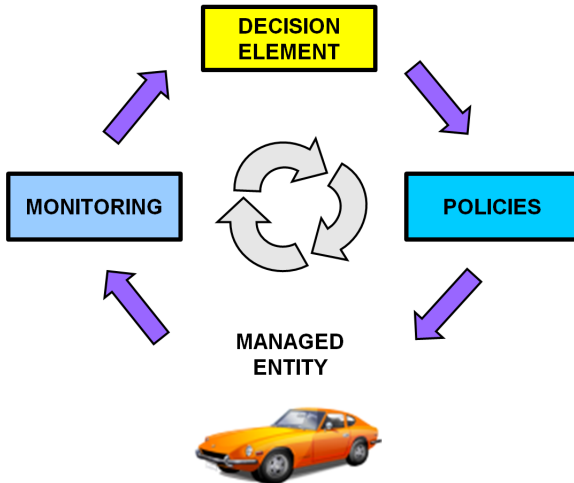 DECISION
ELEMENT
MONITORING
POLICIES
MANAGED
ENTITY